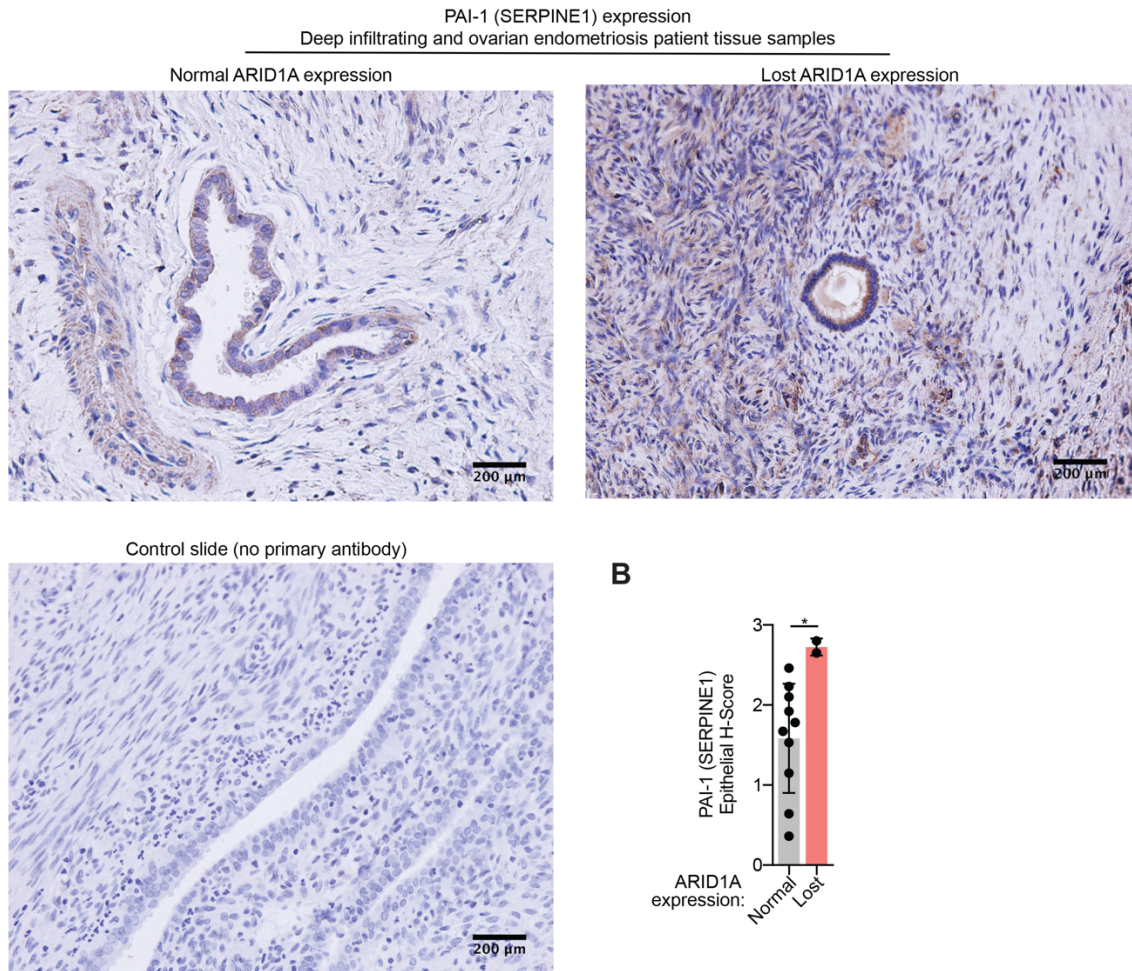 PAI-1 (SERPINE1) expression
Deep infiltrating and ovarian endometriosis patient tissue samples
Normal ARID1A expression
Lost ARID1A expression
200 µm
200 µm
Control slide (no primary antibody)
200 µm
B
*
3
2
1
0
PAI-1 (SERPINE1)
Epithelial H-Score
ARID1A
expression:
Normal
Lost